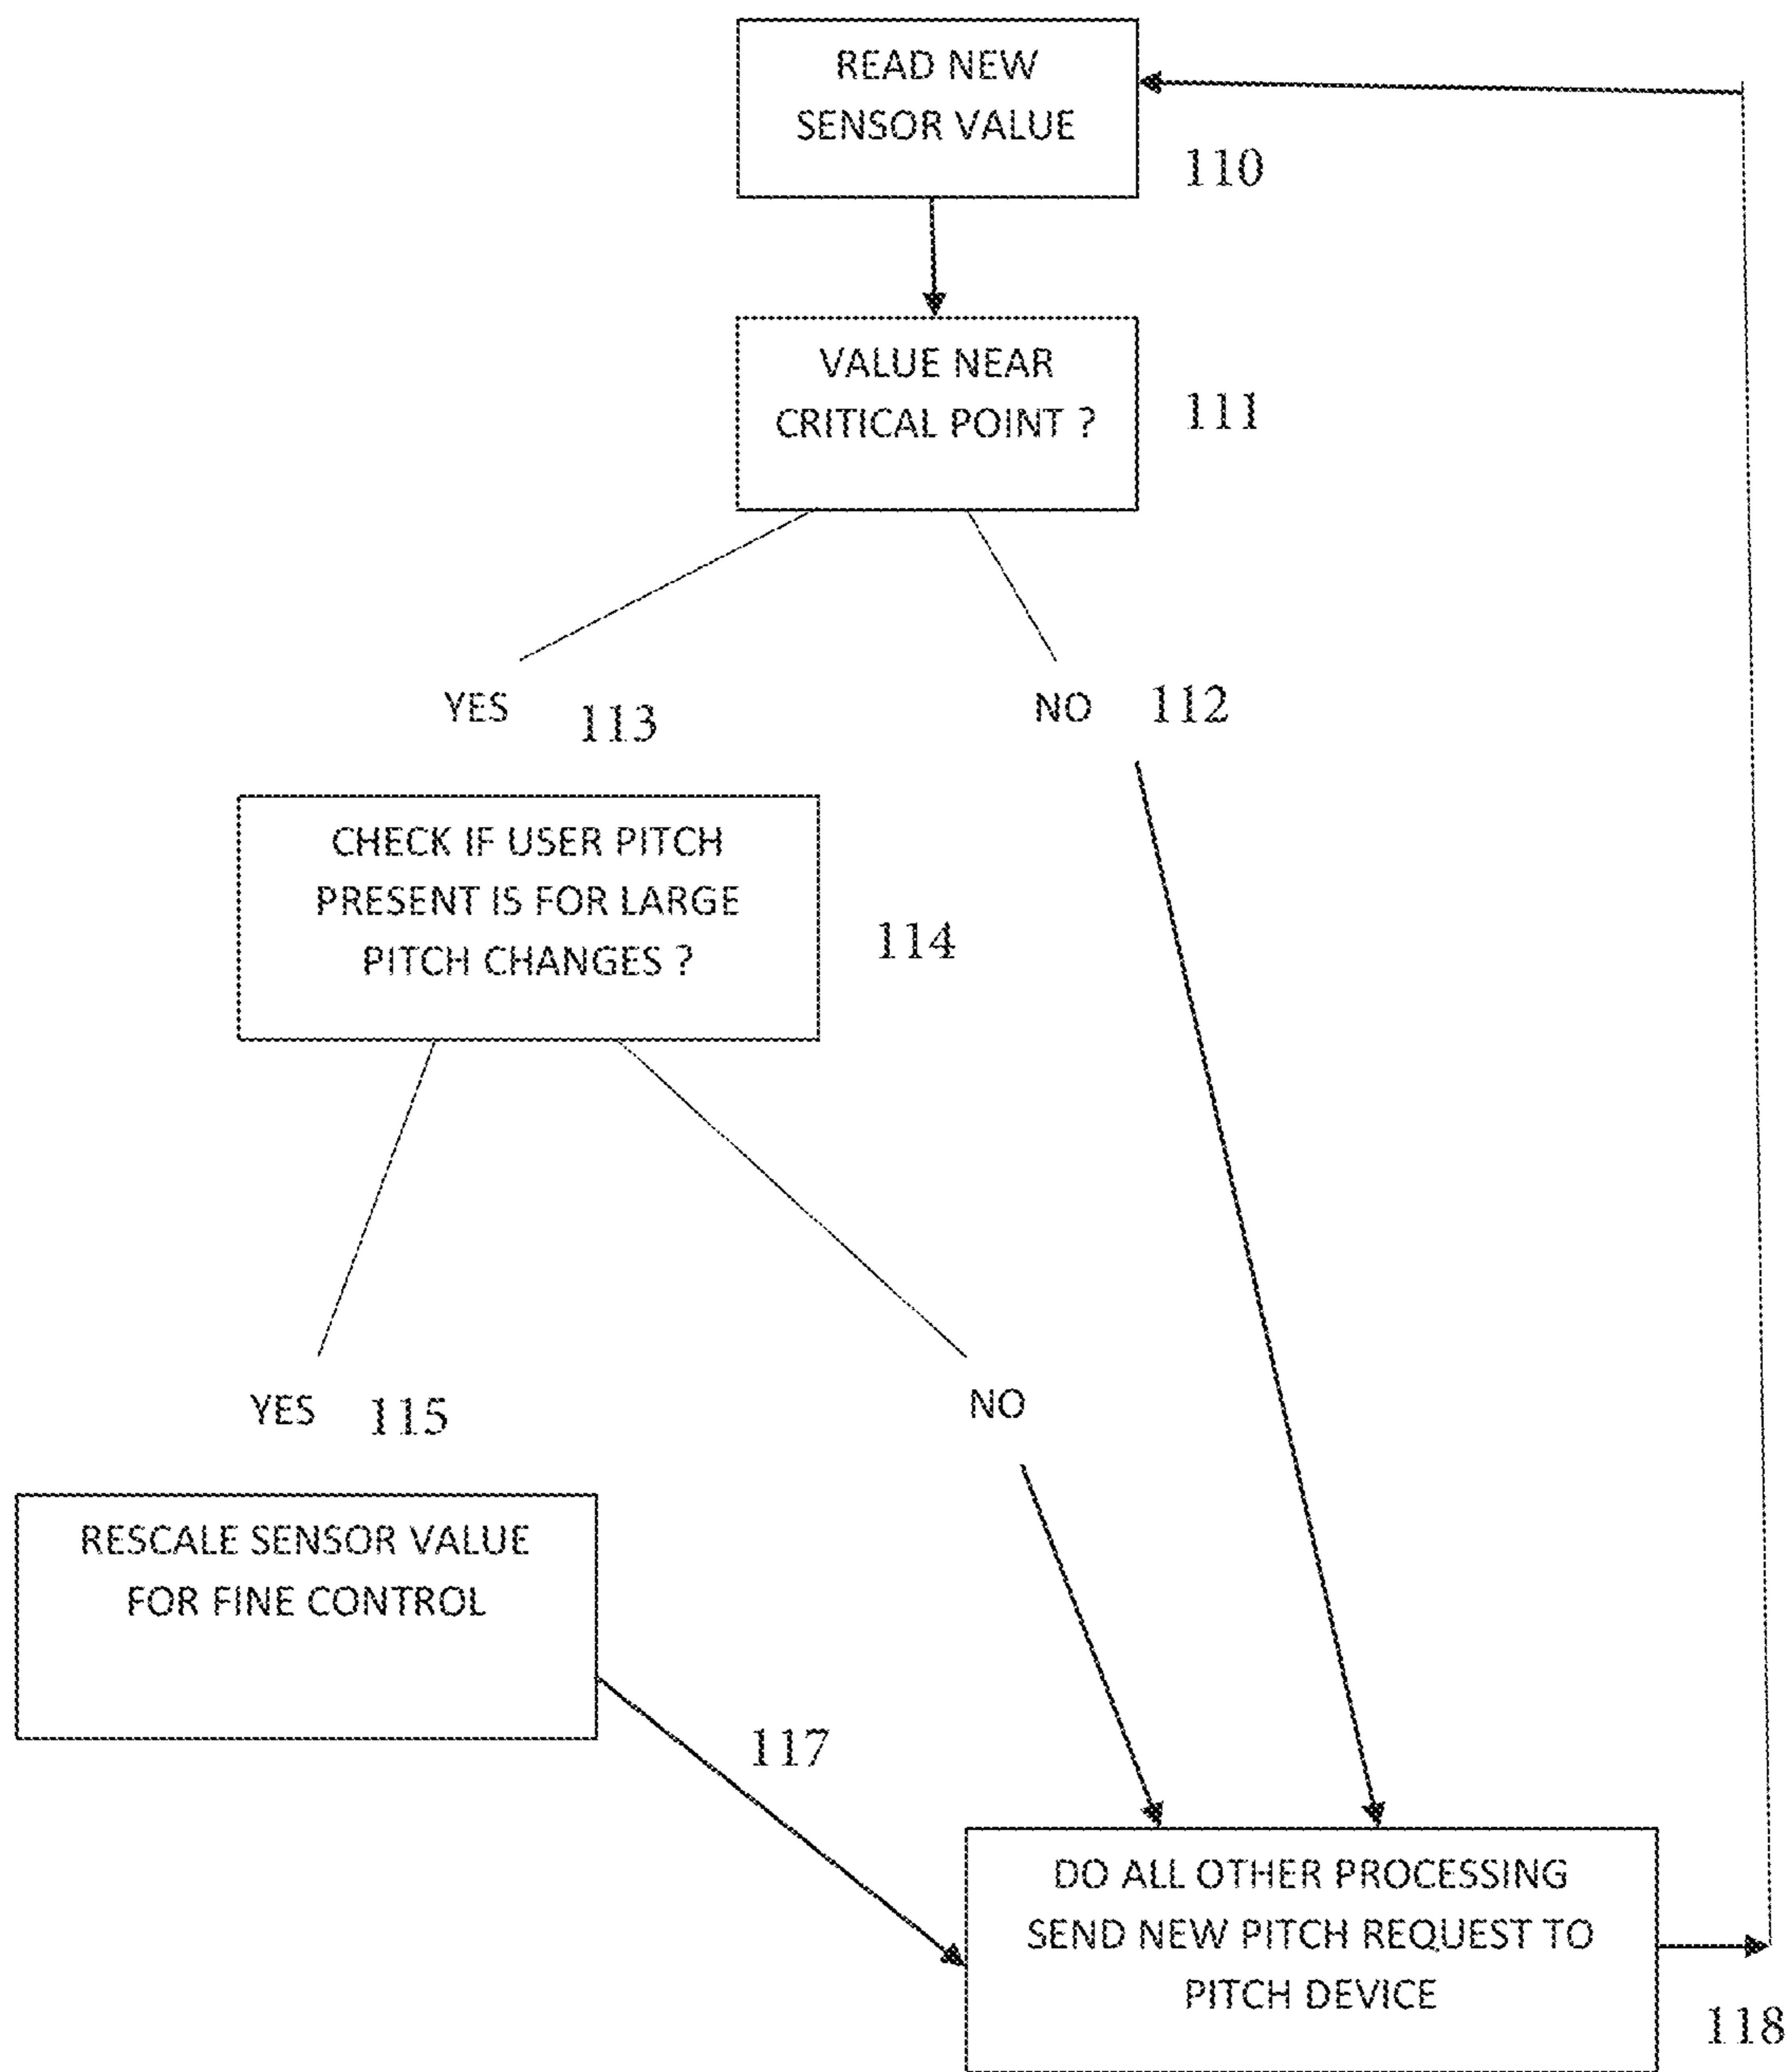 READ NEW
SENSOR VALUE
110
VALUE NEAR
CRITICAL POINT ?
111
YES
113
NO
112
CHECK IF USER PITCH
PRESENT IS FOR LARGE
PITCH CHANGES ?
114
YES
115
NO
RESCALE SENSOR VALUE
FOR FINE CONTROL
117
DO ALL OTHER PROCESSING
SEND NEW PITCH REQUEST TO
PITCH DEVICE
118